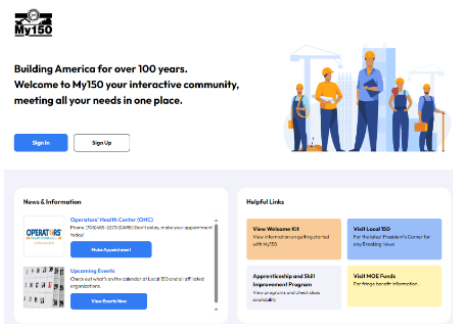 My150
Building America for over 100 years.
Welcome to My150 your interactive community,
meeting all your needs in one place.
Sign In
Sign Up
News & Information
OPERATORS'
Operators' Health Center (OHC)
Make Appointment!
Upcoming Events
Check out what's on the calendar at Local 150 and all affiliated
organizations.
View Events Now
Helpful Links
View Welcome Kit
View information on getting started
with My150
Visit Local 150
For the latest President's Corner for
any Breaking News
Apprenticeship and Skill
Improvement Program
View programs and check class
availability
Visit MOE Funds
For fringe benefit information.